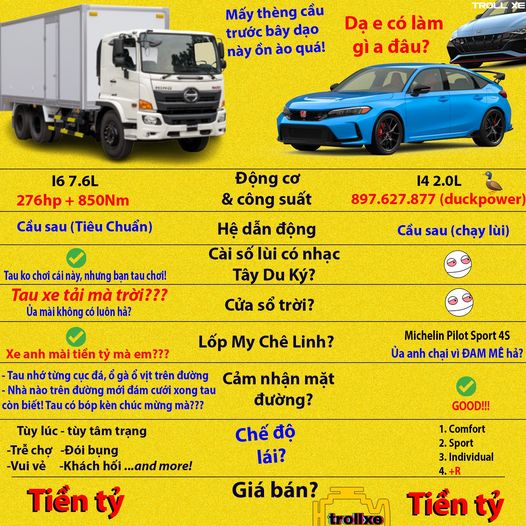 TROLL XE
Mấy thèng cầu
trước bây dạo
này ồn ào quá!
Dạ e có làm
gì a đâu?
HINO
I6 7.6L
276hp + 850Nm
Động cơ
& công suất
I4 2.0L
897.627.877 (duckpower)
Cầu sau (Tiêu Chuẩn)
Hệ dẫn động
Cầu sau (chạy lùi)
Tau ko chơi cái này, nhưng bạn tau chơi!
Cài số lùi có nhạc
Tây Du Ký?
Tau xe tải mà trời???
Ủa mài không có luôn hả?
Cửa sổ trời?
Xe anh mài tiền tỷ mà em???
Lốp My Chê Linh?
Michelin Pilot Sport 4S
Ủa anh chại vì ĐAM MÊ hả?
- Tau nhớ từng cục đá, ổ gà ổ vịt trên đường
- Nhà nào trên đường mới đám cưới xong tau
còn biết! Tau có bóp kèn chúc mừng mà???
Cảm nhận mặt
đường?
GOOD!!!
Tùy lúc - tùy tâm trạng
-Trễ chợ -Đói bụng
-Vui vẻ -Khách hối ...and more!
Chế độ
lái?
1. Comfort
2. Sport
3. Individual
4. +R
Tiền tỷ
Giá bán?
trollxe
Tiền tỷ